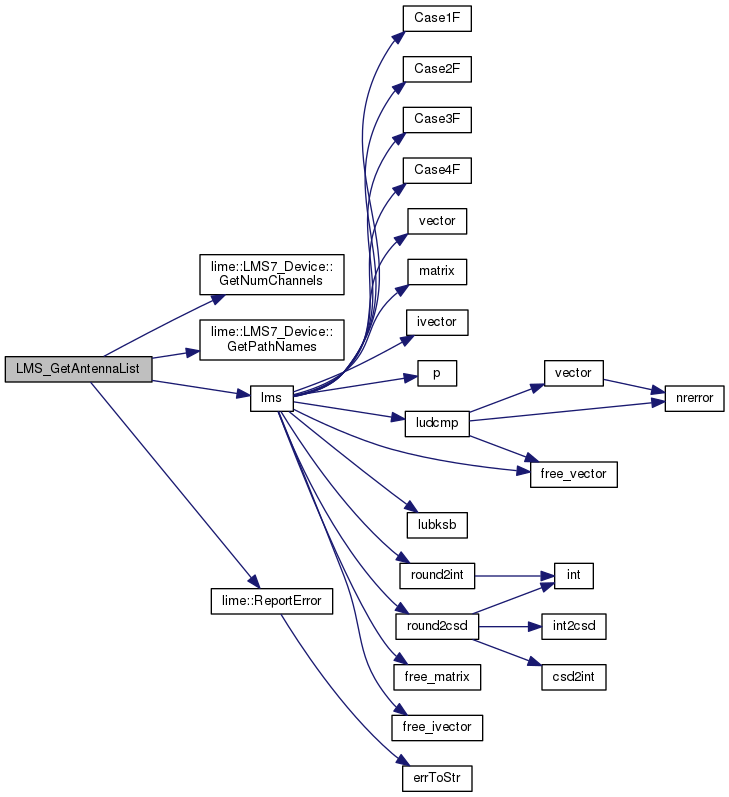 Case1F
Case2F
Case3F
Case4F
vector
lime::LMS7_Device::
GetNumChannels
matrix
ivector
lime::LMS7_Device::
GetPathNames
LMS_GetAntennaList
p
vector
lms
nrerror
ludcmp
free_vector
lubksb
round2int
int
lime::ReportError
round2csd
int2csd
free_matrix
csd2int
free_ivector
errToStr